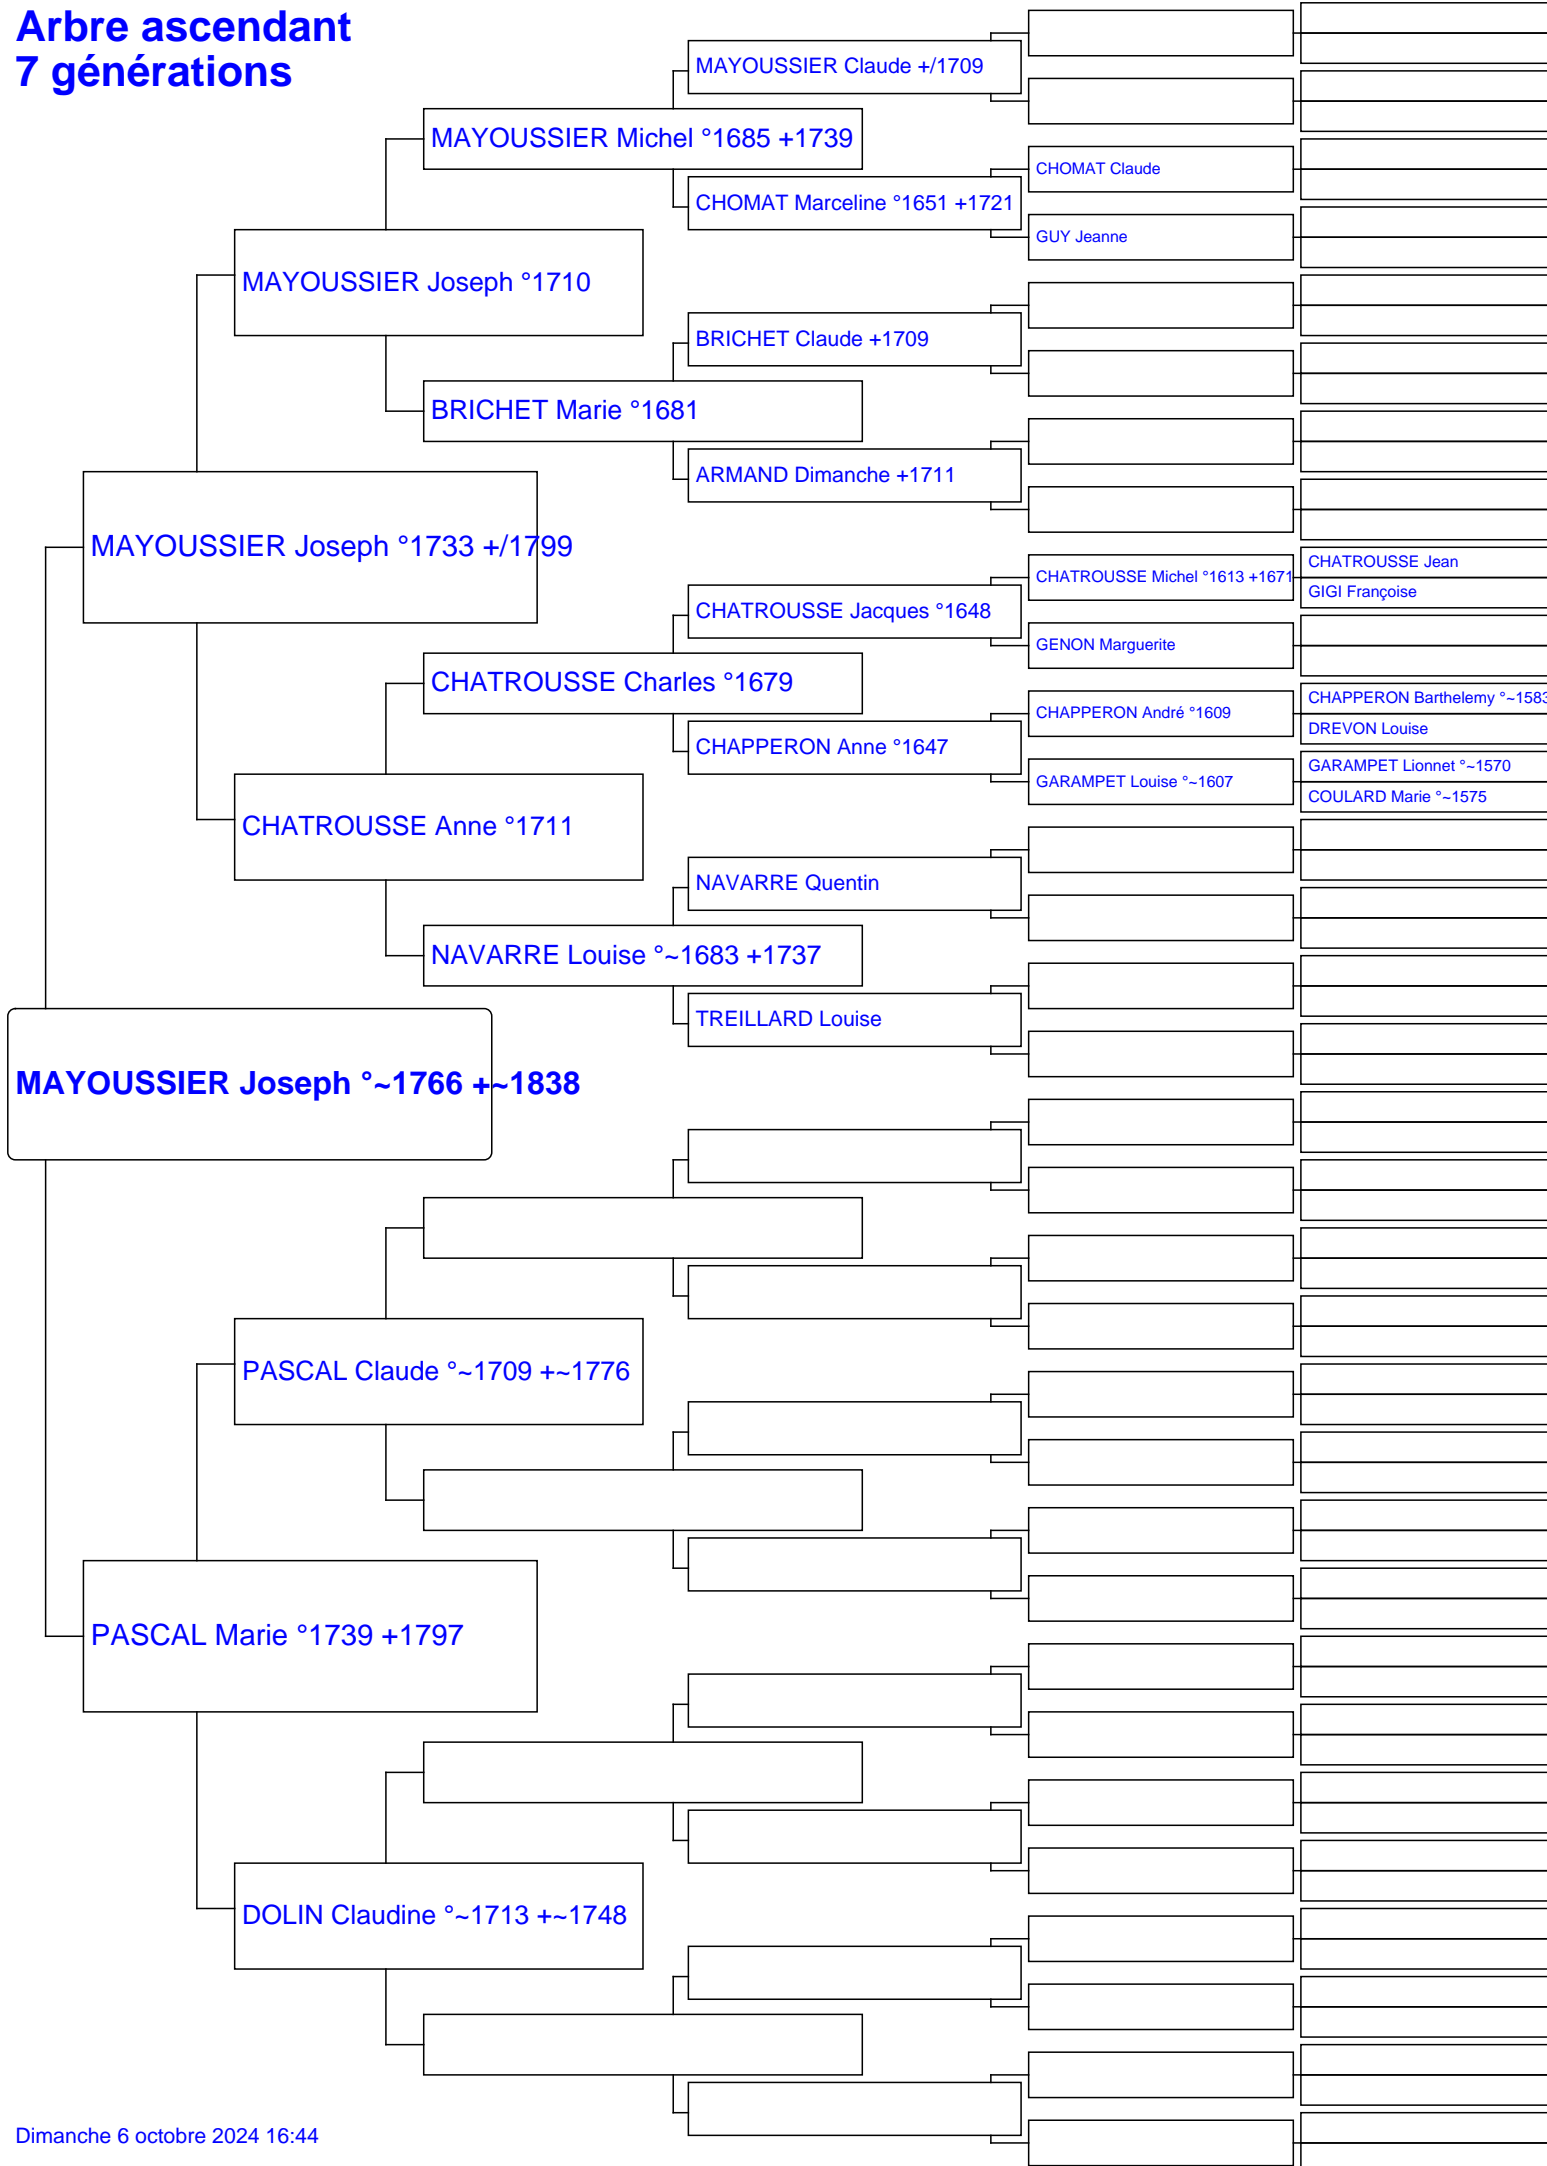 Arbre ascendant
7 générations
MAYOUSSIER Claude +/1709
MAYOUSSIER Michel °1685 +1739
CHOMAT Claude
CHOMAT Marceline °1651 +1721
GUY Jeanne
MAYOUSSIER Joseph °1710
BRICHET Claude +1709
BRICHET Marie °1681
ARMAND Dimanche +1711
MAYOUSSIER Joseph °1733 +/1799
CHATROUSSE Jean
CHATROUSSE Michel °1613 +1671
GIGI Françoise
CHATROUSSE Jacques °1648
GENON Marguerite
CHATROUSSE Charles °1679
CHAPPERON Barthelemy °~1583
CHAPPERON André °1609
DREVON Louise
CHAPPERON Anne °1647
GARAMPET Lionnet °~1570
GARAMPET Louise °~1607
COULARD Marie °~1575
CHATROUSSE Anne °1711
NAVARRE Quentin
NAVARRE Louise °~1683 +1737
TREILLARD Louise
MAYOUSSIER Joseph °~1766 +~1838
PASCAL Claude °~1709 +~1776
PASCAL Marie °1739 +1797
DOLIN Claudine °~1713 +~1748
Dimanche 6 octobre 2024 16:44